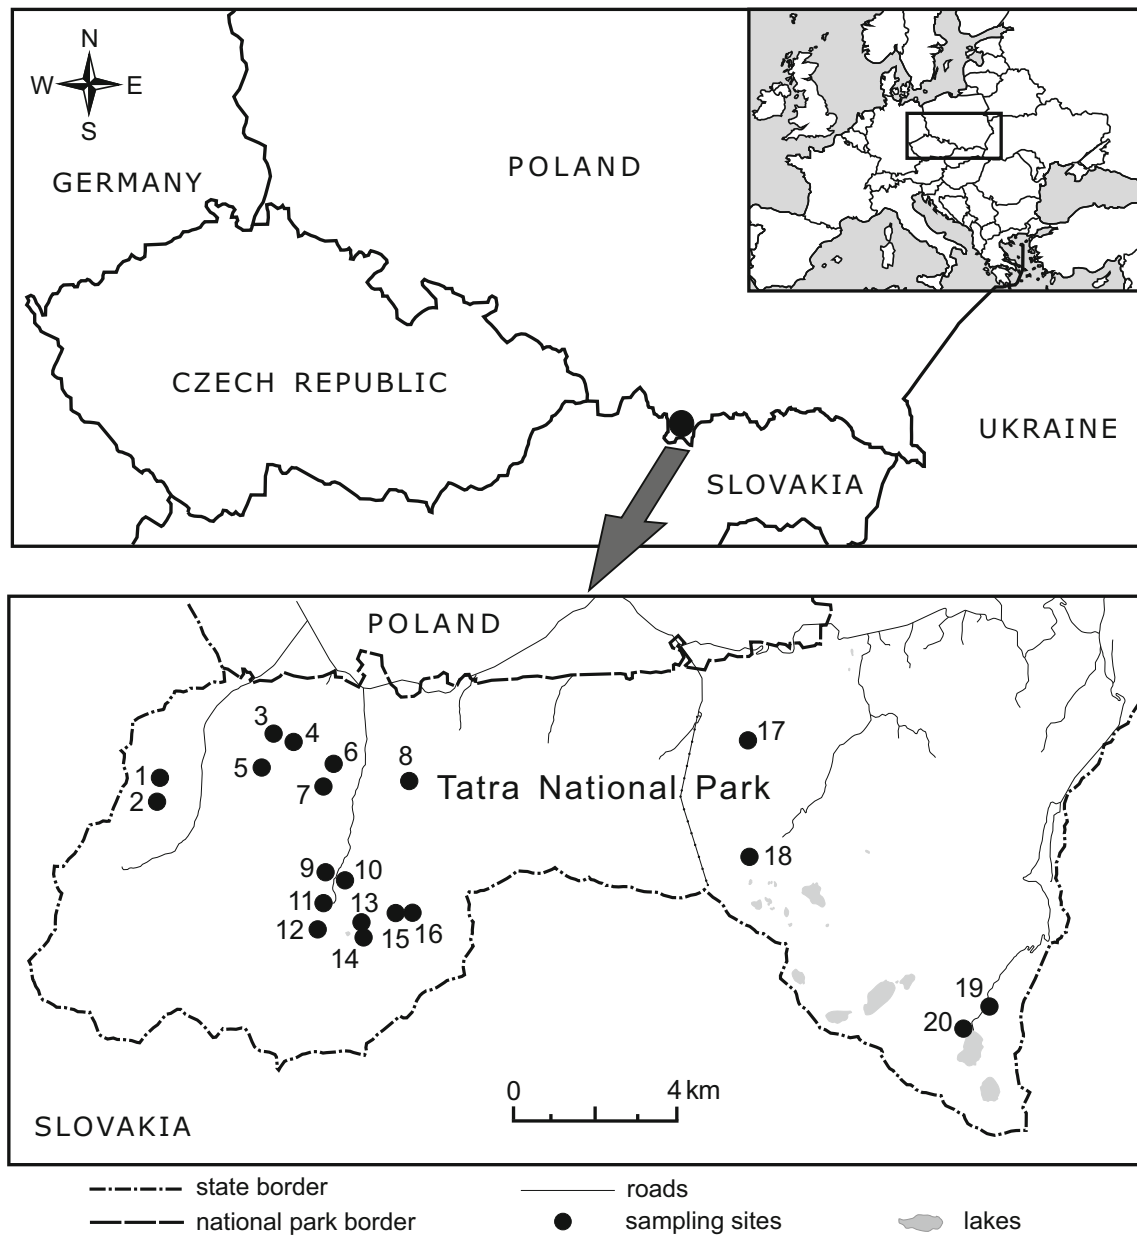 N
W E
S
GERMANY
POLAND
CZECH REPUBLIC
UKRAINE
SLOVAKIA
POLAND
3
4
17
1
5
6
8
2
7
Tatra National Park
18
9
10
11
13
12
15 16
14
19
20
0 4 km
SLOVAKIA
state border
roads
national park border
sampling sites
lakes